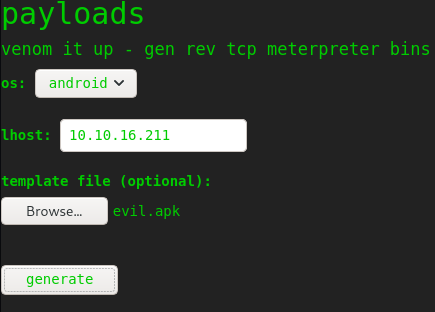 payloads
venom it up - gen rev tcp meterpreter bins
os: android
lhost: 10.10.16.211
template file (optional):
Browse... evil.apk
generate